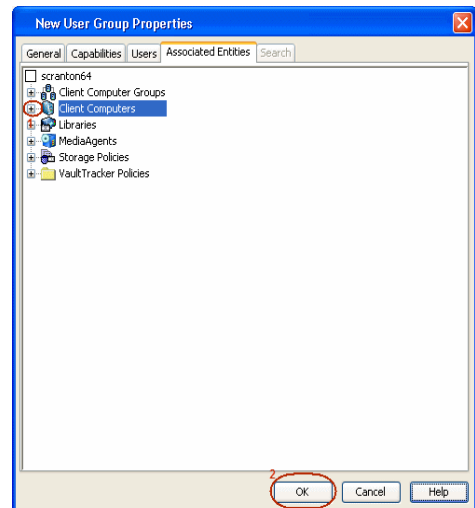 New User Group Properties
General Capabilities Users Associated Entities Search
scranton64
Client Computer Groups
Client Computers
1
Libraries
MediaAgents
Storage Policies
VaultTracker Policies
2
OK Cancel Help